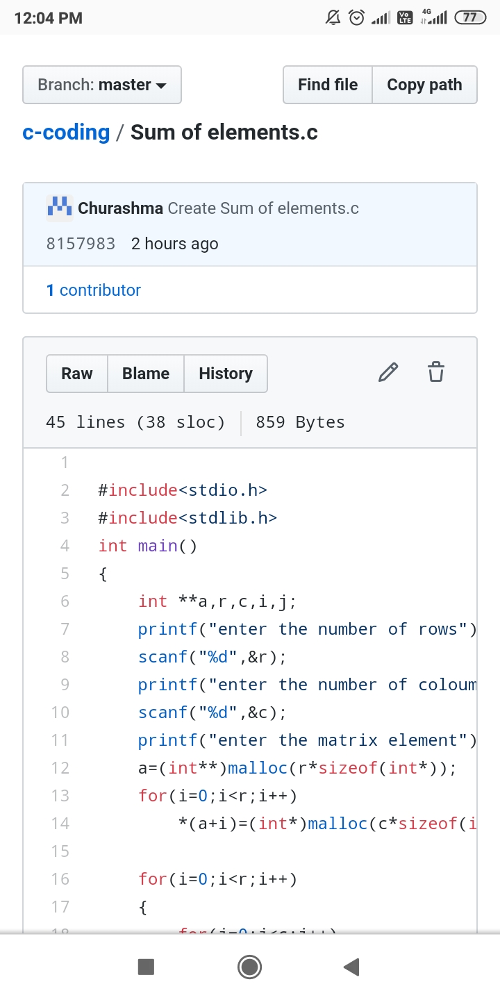 12:04 PM VoLTE 4G 77
Branch: master Find file Copy path
c-coding / Sum of elements.c
Churashma Create Sum of elements.c
8157983 2 hours ago
1 contributor
Raw Blame History
45 lines (38 sloc) 859 Bytes
1
2 #include<stdio.h>
3 #include<stdlib.h>
4 int main()
5 {
6 int **a,r,c,i,j;
7 printf("enter the number of rows")
8 scanf("%d",&r);
9 printf("enter the number of coloum
10 scanf("%d",&c);
11 printf("enter the matrix element")
12 a=(int**)malloc(r*sizeof(int*));
13 for(i=0;i<r;i++)
14 *(a+i)=(int*)malloc(c*sizeof(i
15
16 for(i=0;i<r;i++)
17 {
18 for(j=0;j<c;j++)